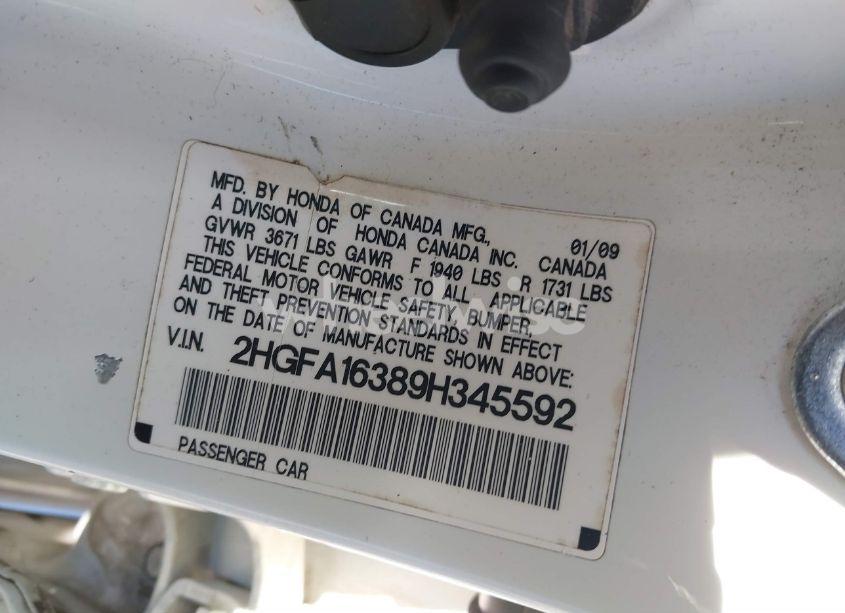 MFD. BY HONDA OF CANADA MFG., 01/09
A DIVISION OF HONDA CANADA INC. CANADA
GVWR 3671 LBS GAWR F 1940 LBS R 1731 LBS
THIS VEHICLE CONFORMS TO ALL APPLICABLE
FEDERAL MOTOR VEHICLE SAFETY, BUMPER,
AND THEFT PREVENTION STANDARDS IN EFFECT
ON THE DATE OF MANUFACTURE SHOWN ABOVE:
V.I.N. 2HGFA16389H345592
PASSENGER CAR